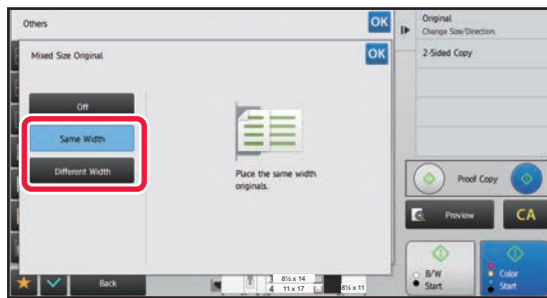 Others
OK
Mixed Size Original
OK
Off
Same Width
Different Width
Place the same width
originals.
Original
Change Size/Direction.
2-Sided Copy
Proof Copy
Preview
CA
B/W
Start
Color
Start
Back
8½ x 14
4 11 x 17
8½ x 11